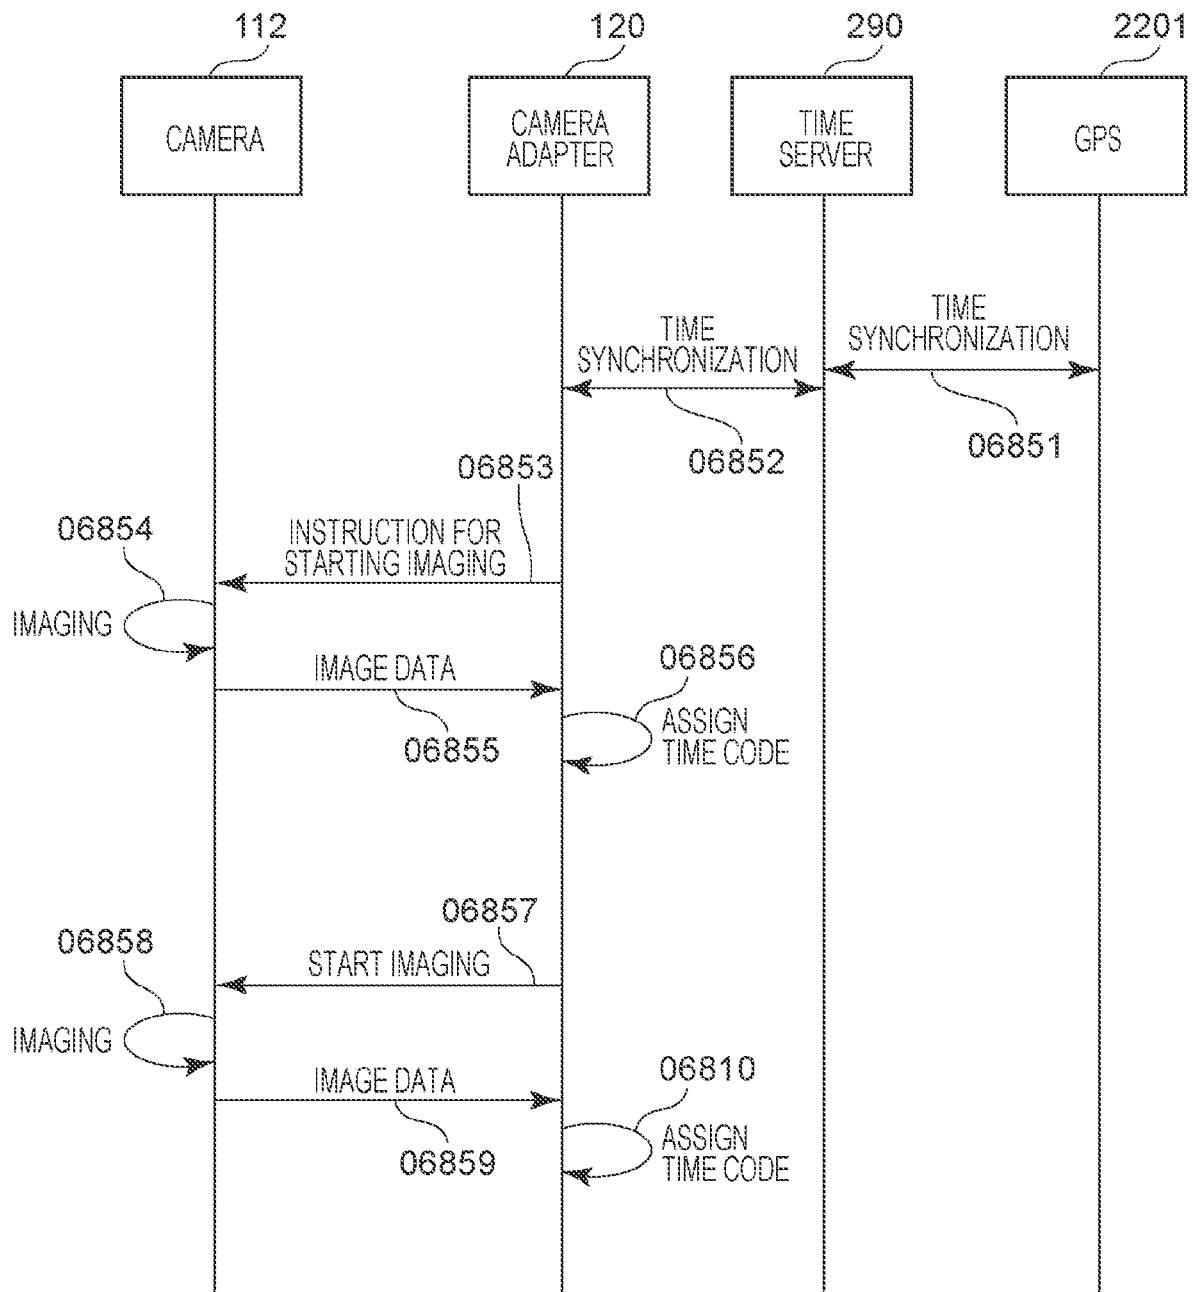 112
120
290
2201
CAMERA
CAMERA
ADAPTER
TIME
SERVER
GPS
TIME
SYNCHRONIZATION
TIME
SYNCHRONIZATION
06851
06852
06853
INSTRUCTION FOR
STARTING IMAGING
06854
IMAGING
IMAGE DATA
06855
06856
ASSIGN
TIME CODE
06857
START IMAGING
06858
IMAGING
IMAGE DATA
06859
06810
ASSIGN
TIME CODE